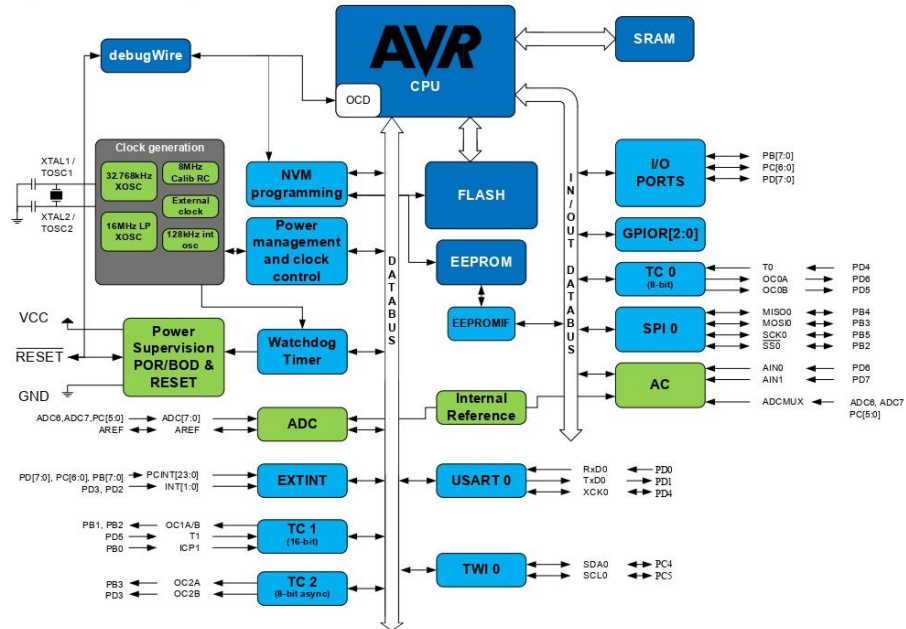 AVR
CPU
OCD
SRAM
debugWire
Clock generation
XTAL1 /
TOSC1
XTAL2 /
TOSC2
32.768kHz
XOSC
8MHz
Calib RC
External
clock
16MHz LP
XOSC
128kHz int
osc
NVM
programming
FLASH
Power
management
and clock
control
EEPROM
EEPROMIF
DATABUS
IN/OUT DATABUS
I/O
PORTS
PB[7:0]
PC[6:0]
PD[7:0]
GPIOR[2:0]
TC 0
(8-bit)
T0 PD4
OC0A PD6
OC0B PD5
SPI 0
MISO0 PB4
MOSI0 PB3
SCK0 PB5
SS0 PB2
VCC
RESET
GND
Power
Supervision
POR/BOD &
RESET
Watchdog
Timer
Internal
Reference
AC
AIN0 PD6
AIN1 PD7
ADCMUX ADC6, ADC7
PC[5:0]
ADC6,ADC7,PC[5:0] ADC[7:0]
AREF AREF
ADC
PD[7:0], PC[6:0], PB[7:0] PCINT[23:0]
PD3, PD2 INT[1:0]
EXTINT
USART 0
RxD0 PD0
TxD0 PD1
XCK0 PD4
PB1, PB2 OC1A/B
PD5 T1
PB0 ICP1
TC 1
(16-bit)
TWI 0
SDA0 PC4
SCL0 PC5
PB3 OC2A
PD3 OC2B
TC 2
(8-bit async)